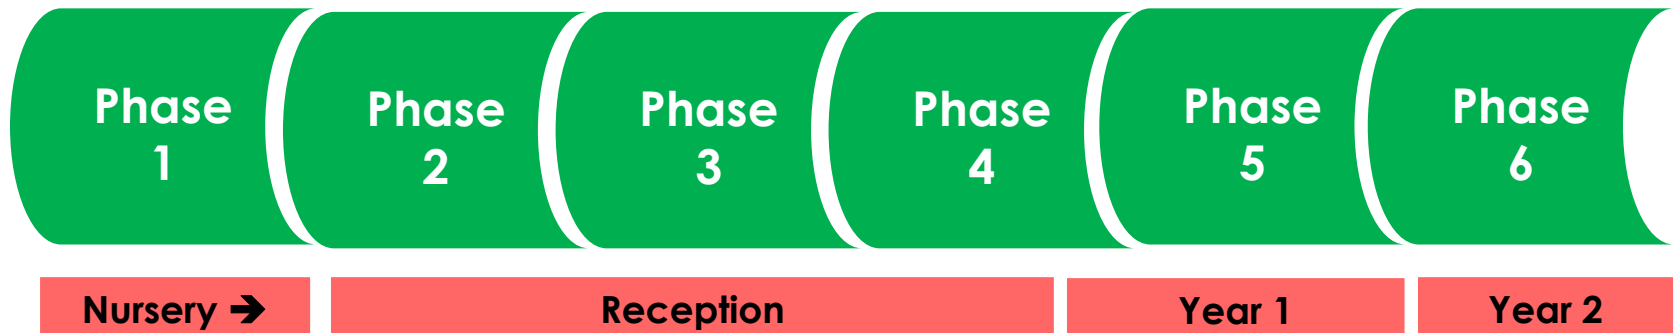 Phase
1
Phase
2
Phase
3
Phase
4
Phase
5
Phase
6
Nursery ➔
Reception
Year 1
Year 2